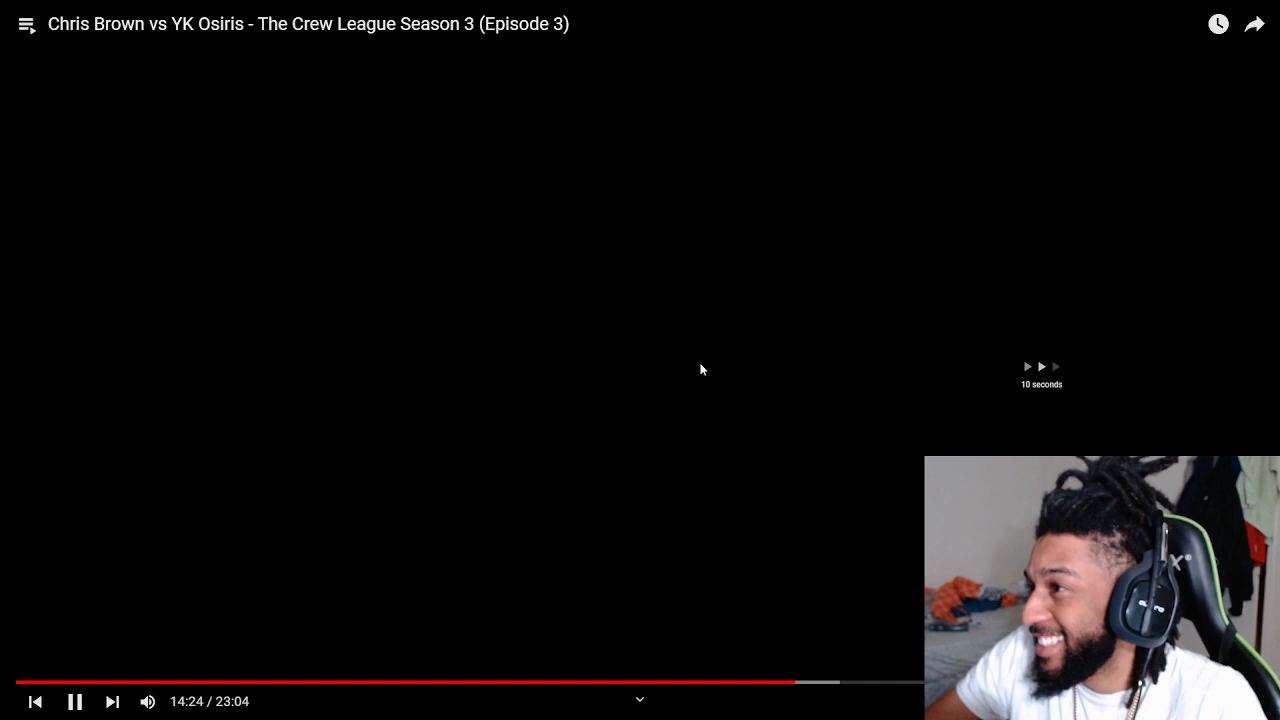 Chris Brown vs YK Osiris - The Crew League Season 3 (Episode 3)
10 seconds
14:24 / 23:04